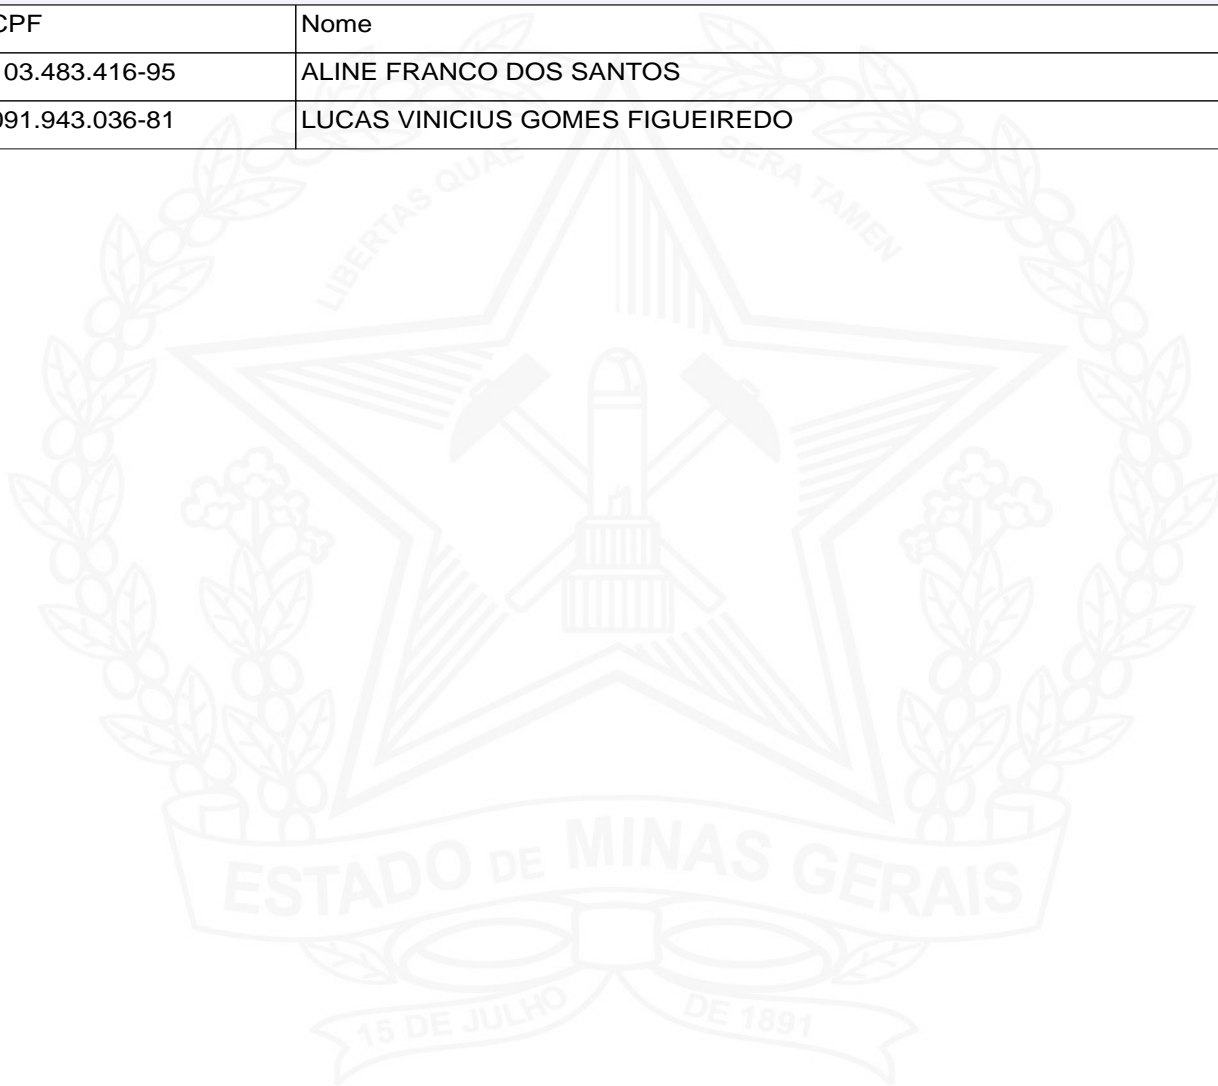 CPF Nome
03.483.416-95 ALINE FRANCO DOS SANTOS
091.943.036-81 LUCAS VINICIUS GOMES FIGUEIREDO
LIBERTAS QUAE SERA TAMEN
ESTADO DE MINAS GERAIS
15 DE JULHO DE 1891